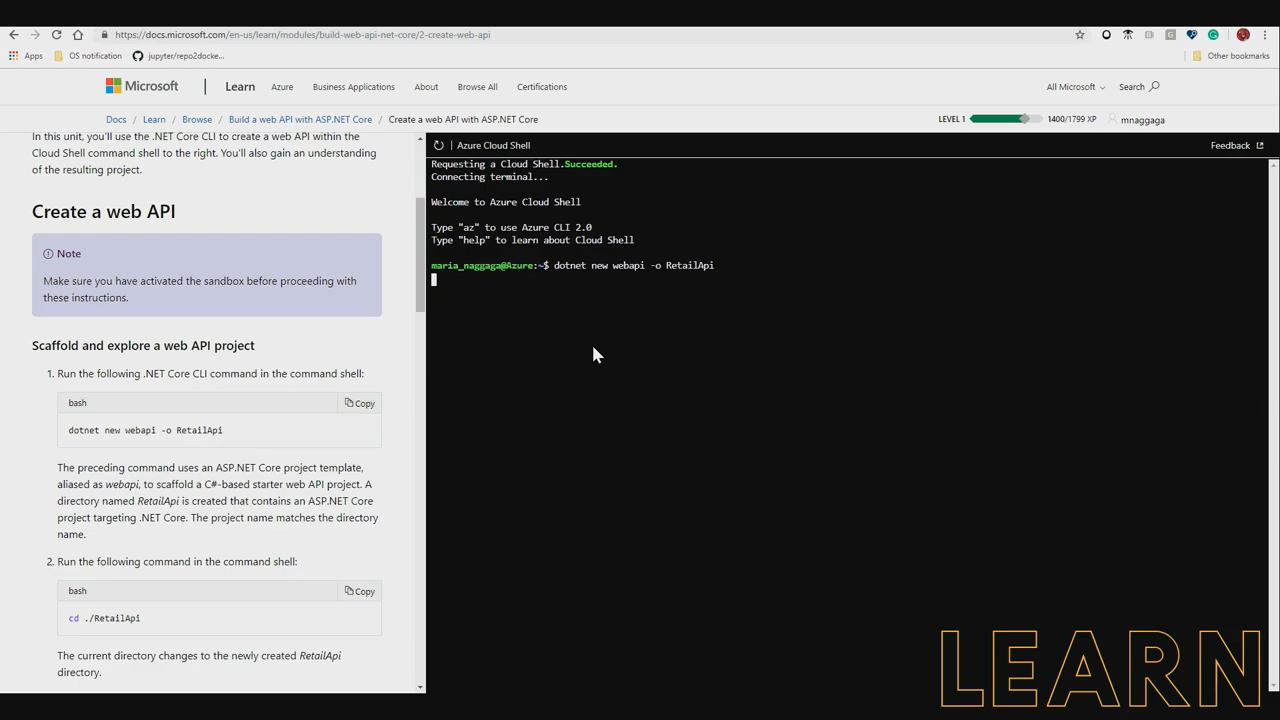 https://docs.microsoft.com/en-us/learn/modules/build-web-api-net-core/2-create-web-api
Apps
OS notification
jupyter/repo2docke...
Other bookmarks
Microsoft
Learn
Azure
Business Applications
About
Browse All
Certifications
All Microsoft
Search
Docs / Learn / Browse / Build a web API with ASP.NET Core / Create a web API with ASP.NET Core
LEVEL 1
1400/1799 XP
mnaggaga
In this unit, you'll use the .NET Core CLI to create a web API within the
Cloud Shell command shell to the right. You'll also gain an understanding
of the resulting project.
Create a web API
Note
Make sure you have activated the sandbox before proceeding with
these instructions.
Scaffold and explore a web API project
1. Run the following .NET Core CLI command in the command shell:
bash
Copy
dotnet new webapi -o RetailApi
The preceding command uses an ASP.NET Core project template,
aliased as webapi, to scaffold a C#-based starter web API project. A
directory named RetailApi is created that contains an ASP.NET Core
project targeting .NET Core. The project name matches the directory
name.
2. Run the following command in the command shell:
bash
Copy
cd ./RetailApi
The current directory changes to the newly created RetailApi
directory.
Azure Cloud Shell
Feedback
Requesting a Cloud Shell.Succeeded.
Connecting terminal...
Welcome to Azure Cloud Shell
Type "az" to use Azure CLI 2.0
Type "help" to learn about Cloud Shell
maria_naggaga@Azure:~$ dotnet new webapi -o RetailApi
LEARN